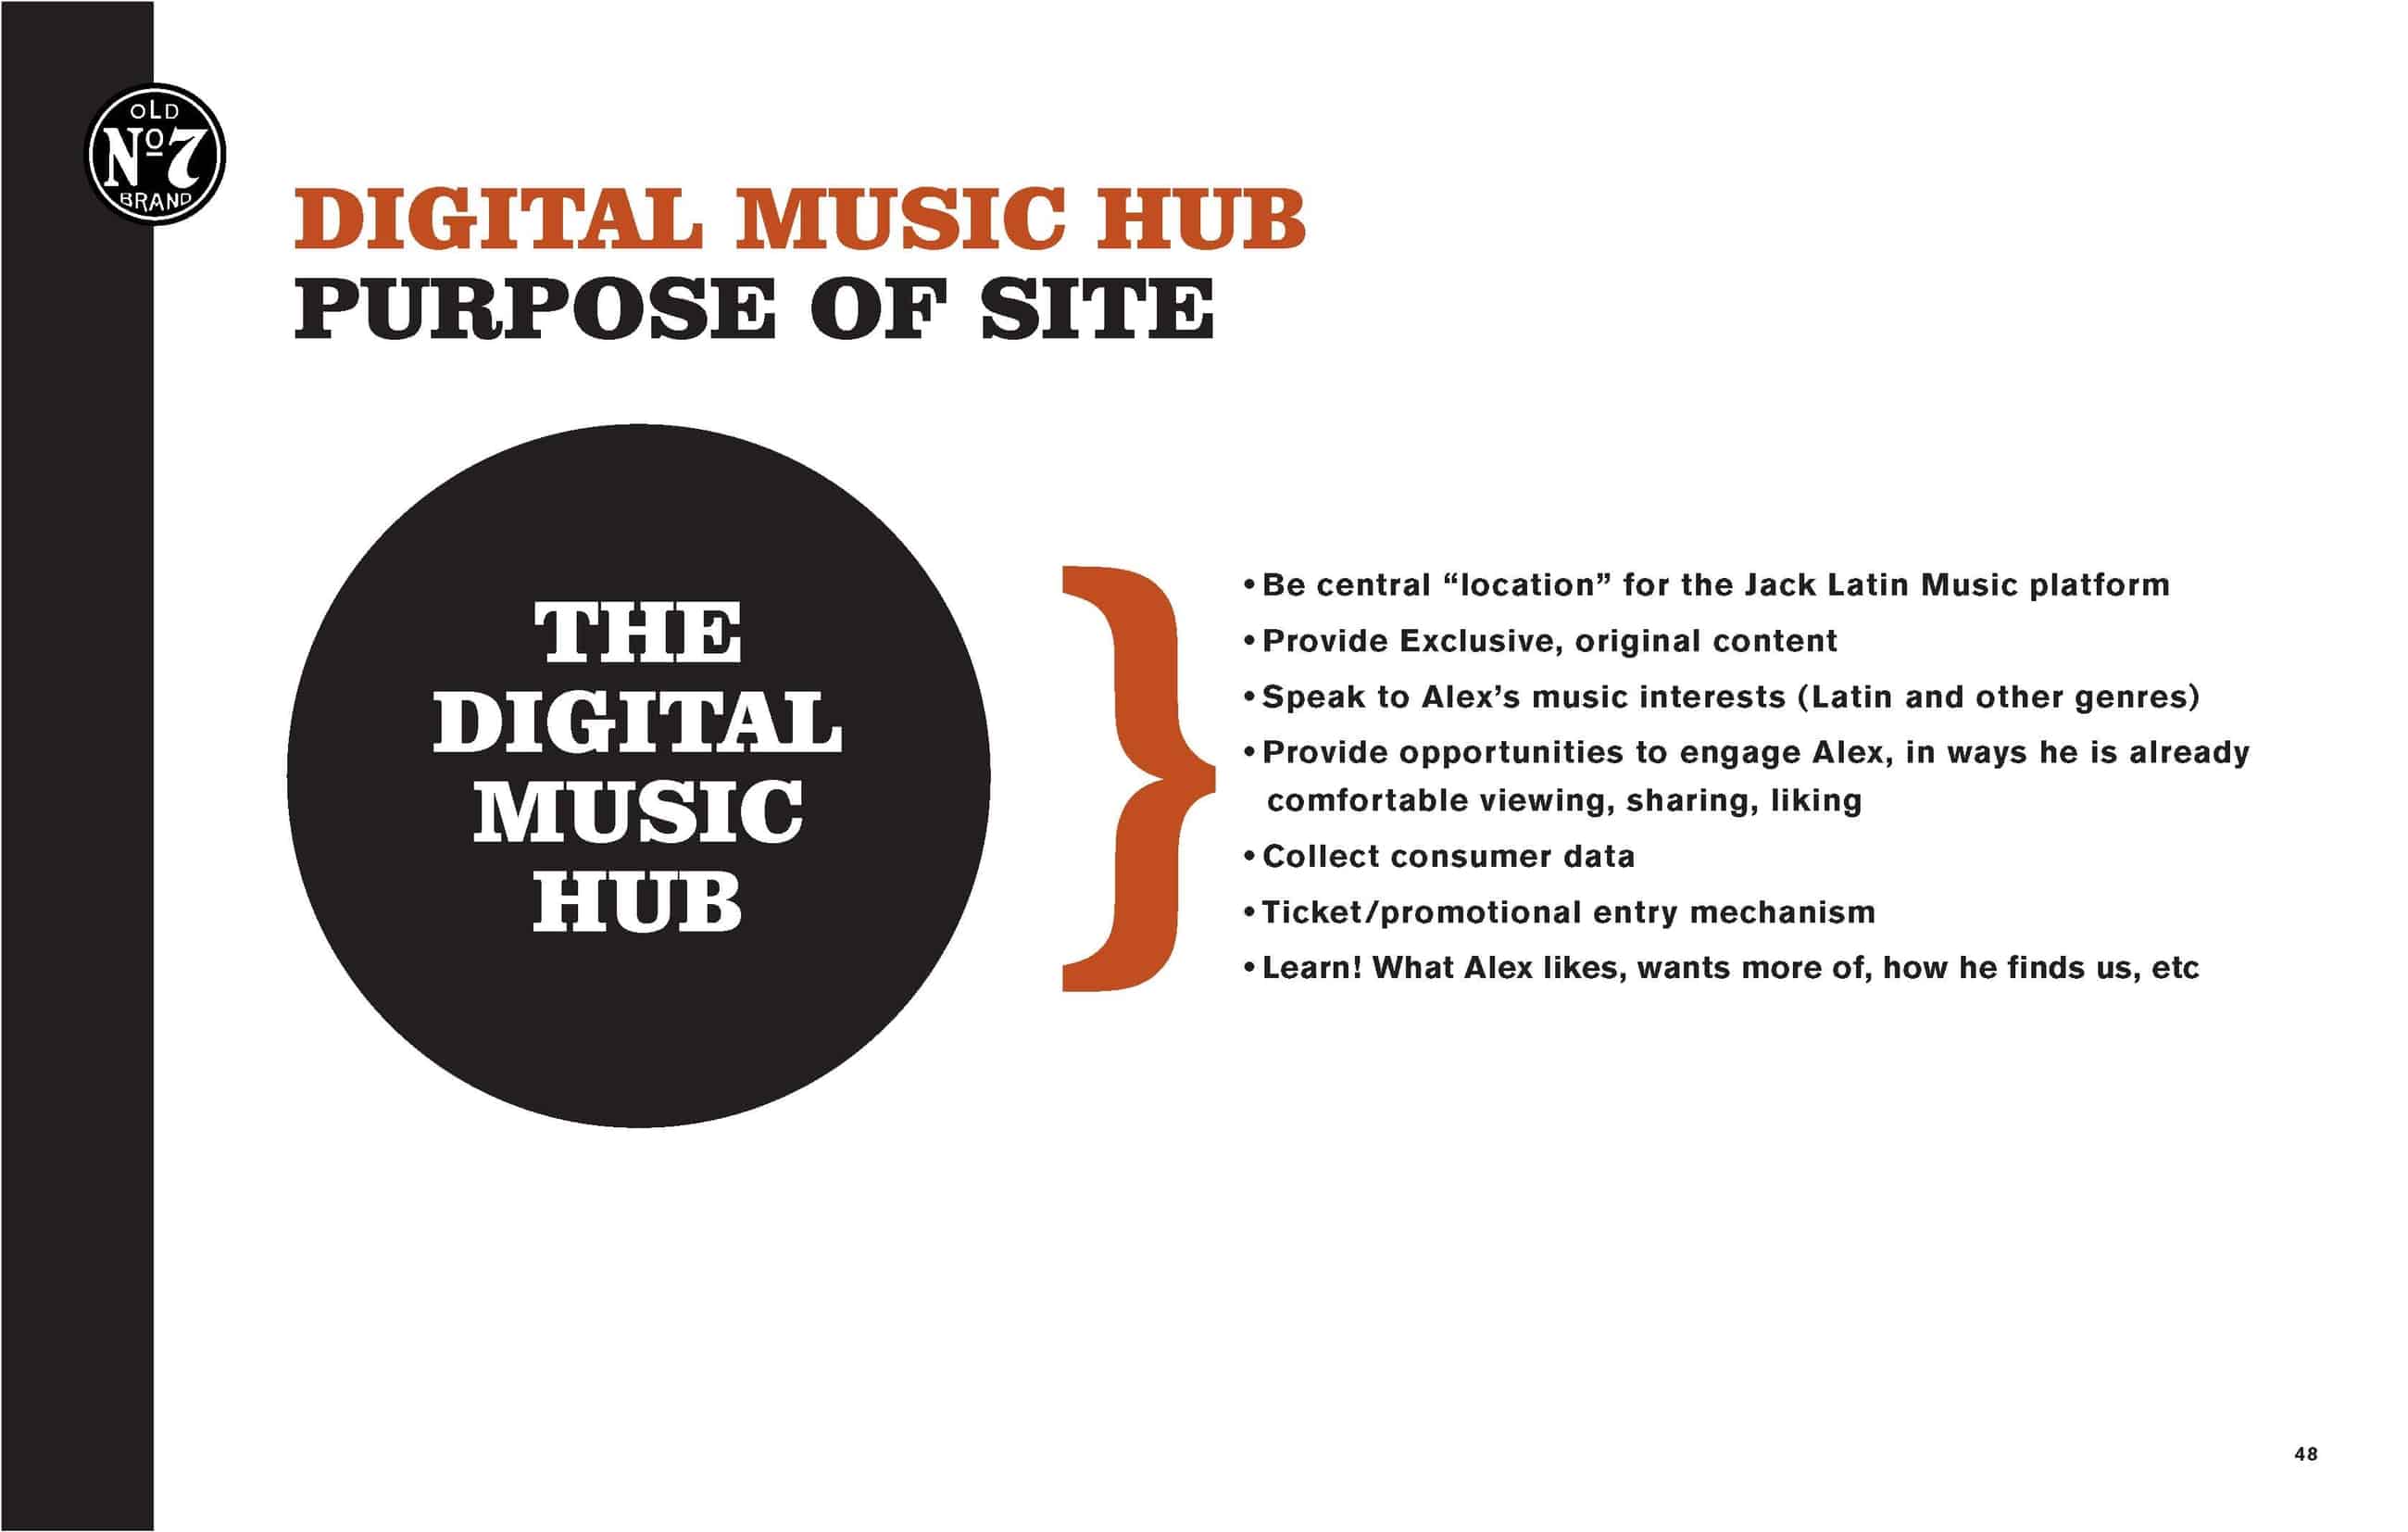 OLD
Nº7
BRAND
DIGITAL MUSIC HUB
PURPOSE OF SITE
THE
DIGITAL
MUSIC
HUB
• Be central “location” for the Jack Latin Music platform
• Provide Exclusive, original content
• Speak to Alex’s music interests (Latin and other genres)
• Provide opportunities to engage Alex, in ways he is already
comfortable viewing, sharing, liking
• Collect consumer data
• Ticket/promotional entry mechanism
• Learn! What Alex likes, wants more of, how he finds us, etc
48